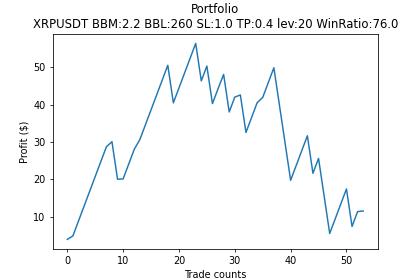 Portfolio
XRPUSDT BBM:2.2 BBL:260 SL:1.0 TP:0.4 lev:20 WinRatio:76.0
50
40
30
20
10
Profit ($)
0
10
20
30
40
50
Trade counts